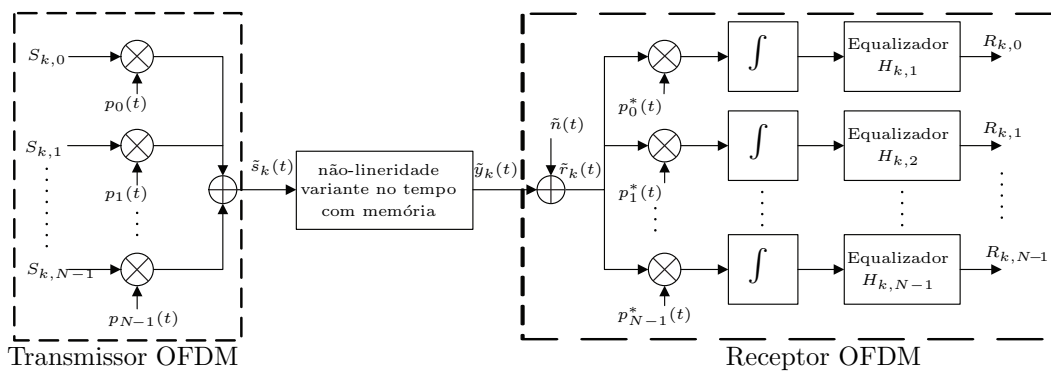 S_{k,0}
p_0(t)
S_{k,1}
p_1(t)
S_{k,N−1}
p_{N−1}(t)
Transmissor OFDM
s̃_k(t)
não-lineridade
variante no tempo
com memória
ỹ_k(t)
ñ(t)
r̃_k(t)
p_0^*(t)
∫
Equalizador
H_{k,1}
R_{k,0}
p_1^*(t)
∫
Equalizador
H_{k,2}
R_{k,1}
p_{N−1}^*(t)
∫
Equalizador
H_{k,N−1}
R_{k,N-1}
Receptor OFDM